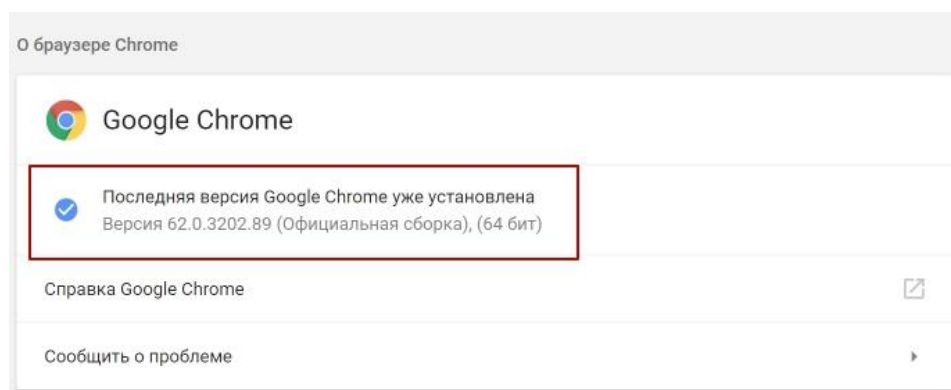 О браузере Chrome
Google Chrome
Последняя версия Google Chrome уже установлена
Версия 62.0.3202.89 (Официальная сборка), (64 бит)
Справка Google Chrome
Сообщить о проблеме